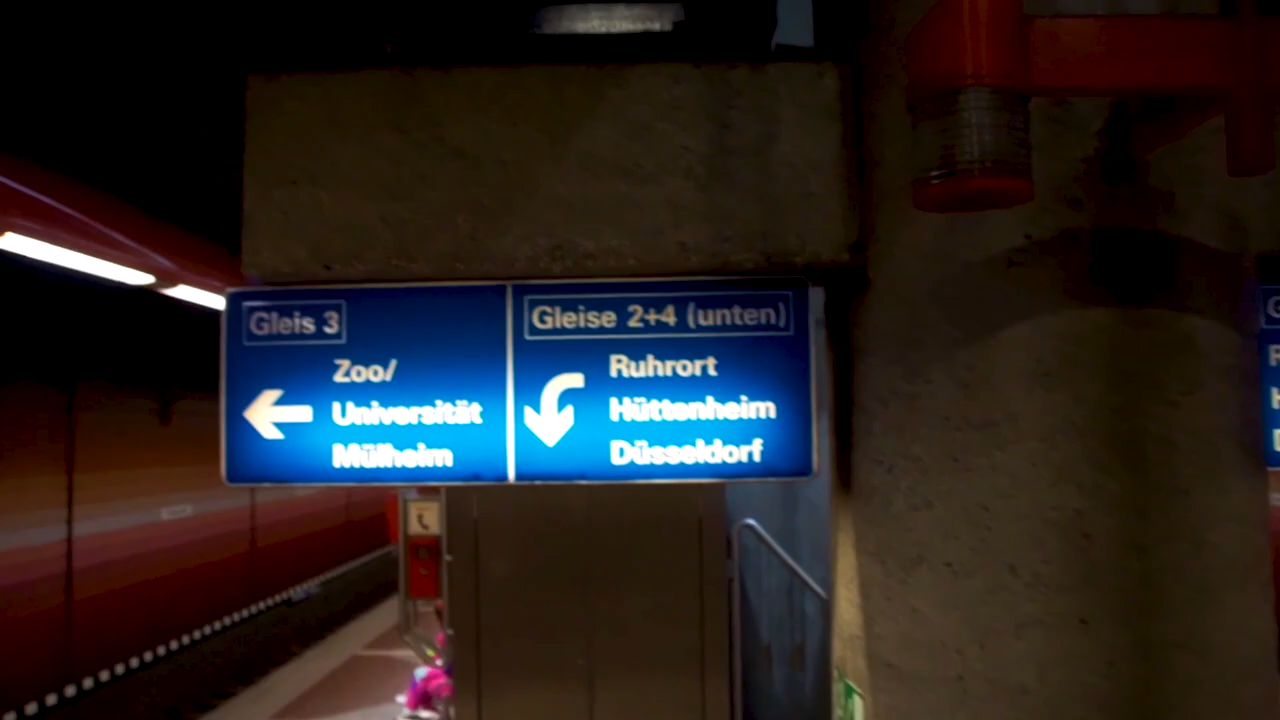 Gleis 3
Zoo/
Universität
Mülheim
Gleise 2+4 (unten)
Ruhrort
Hüttenheim
Düsseldorf